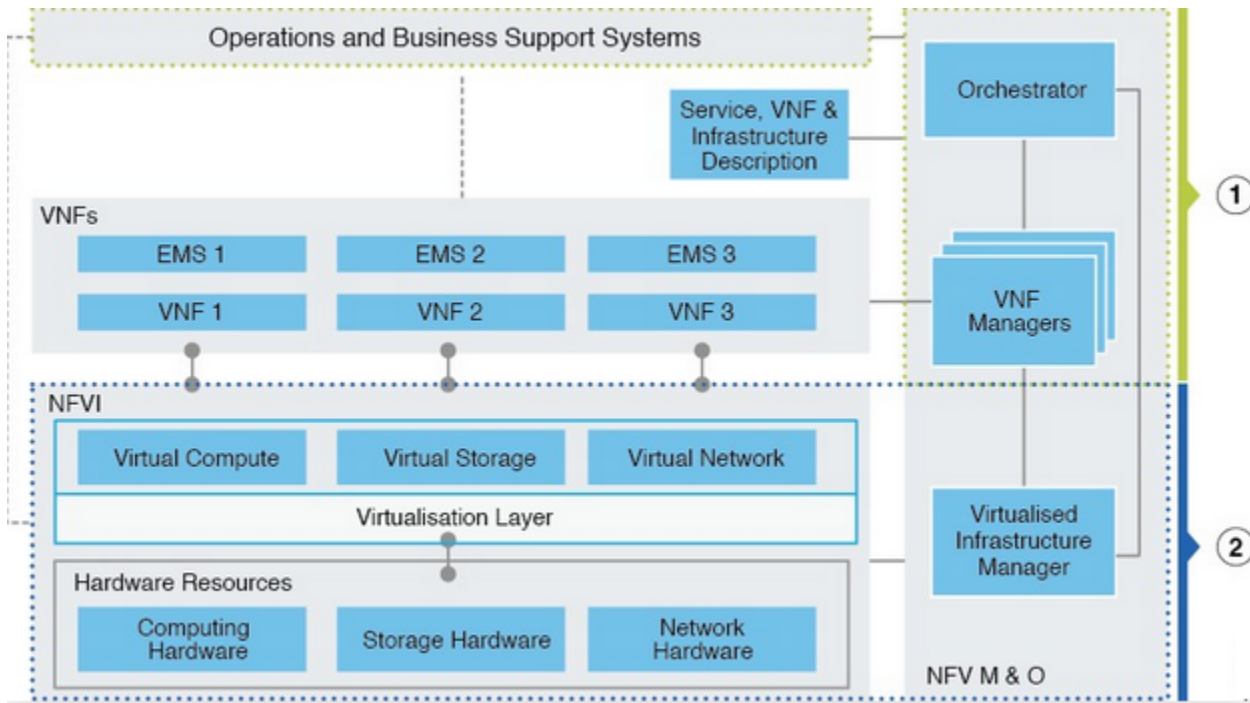 Operations and Business Support Systems
Orchestrator
Service, VNF &
Infrastructure
Description
1
VNFs
EMS 1
EMS 2
EMS 3
VNF 1
VNF 2
VNF 3
VNF
Managers
NFVI
Virtual Compute
Virtual Storage
Virtual Network
Virtualisation Layer
Virtualised
Infrastructure
Manager
2
Hardware Resources
Computing
Hardware
Storage Hardware
Network
Hardware
NFV M & O